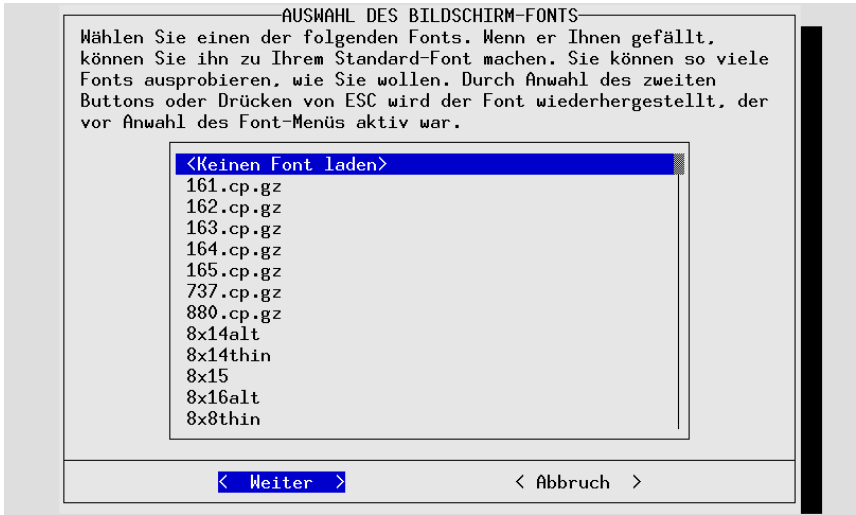 AUSWAHL DES BILDSCHIRM-FONTS
Wählen Sie einen der folgenden Fonts. Wenn er Ihnen gefällt,
können Sie ihn zu Ihrem Standard-Font machen. Sie können so viele
Fonts ausprobieren, wie Sie wollen. Durch Anwahl des zweiten
Buttons oder Drücken von ESC wird der Font wiederhergestellt, der
vor Anwahl des Font-Menüs aktiv war.
<Keinen Font laden>
161.cp.gz
162.cp.gz
163.cp.gz
164.cp.gz
165.cp.gz
737.cp.gz
880.cp.gz
8x14alt
8x14thin
8x15
8x16alt
8x8thin
< Weiter > < Abbruch >